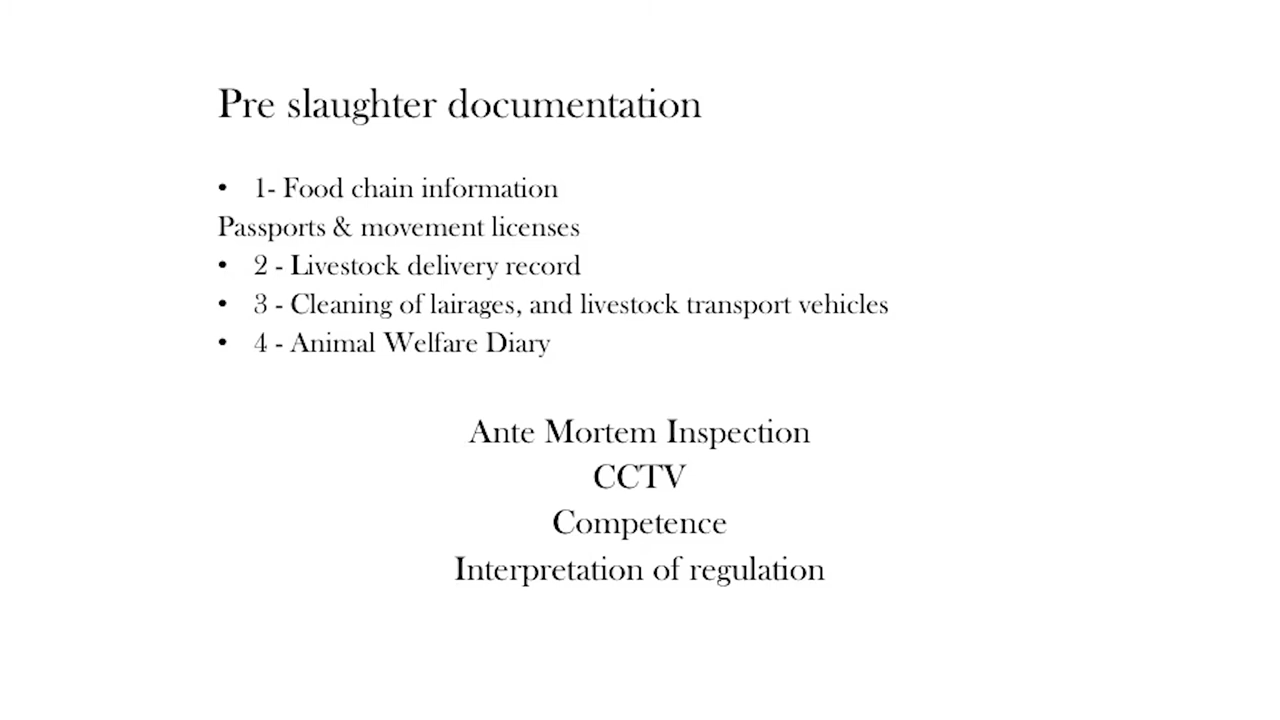 Pre slaughter documentation
• 1- Food chain information
Passports & movement licenses
• 2 - Livestock delivery record
• 3 - Cleaning of lairages, and livestock transport vehicles
• 4 - Animal Welfare Diary
Ante Mortem Inspection
CCTV
Competence
Interpretation of regulation